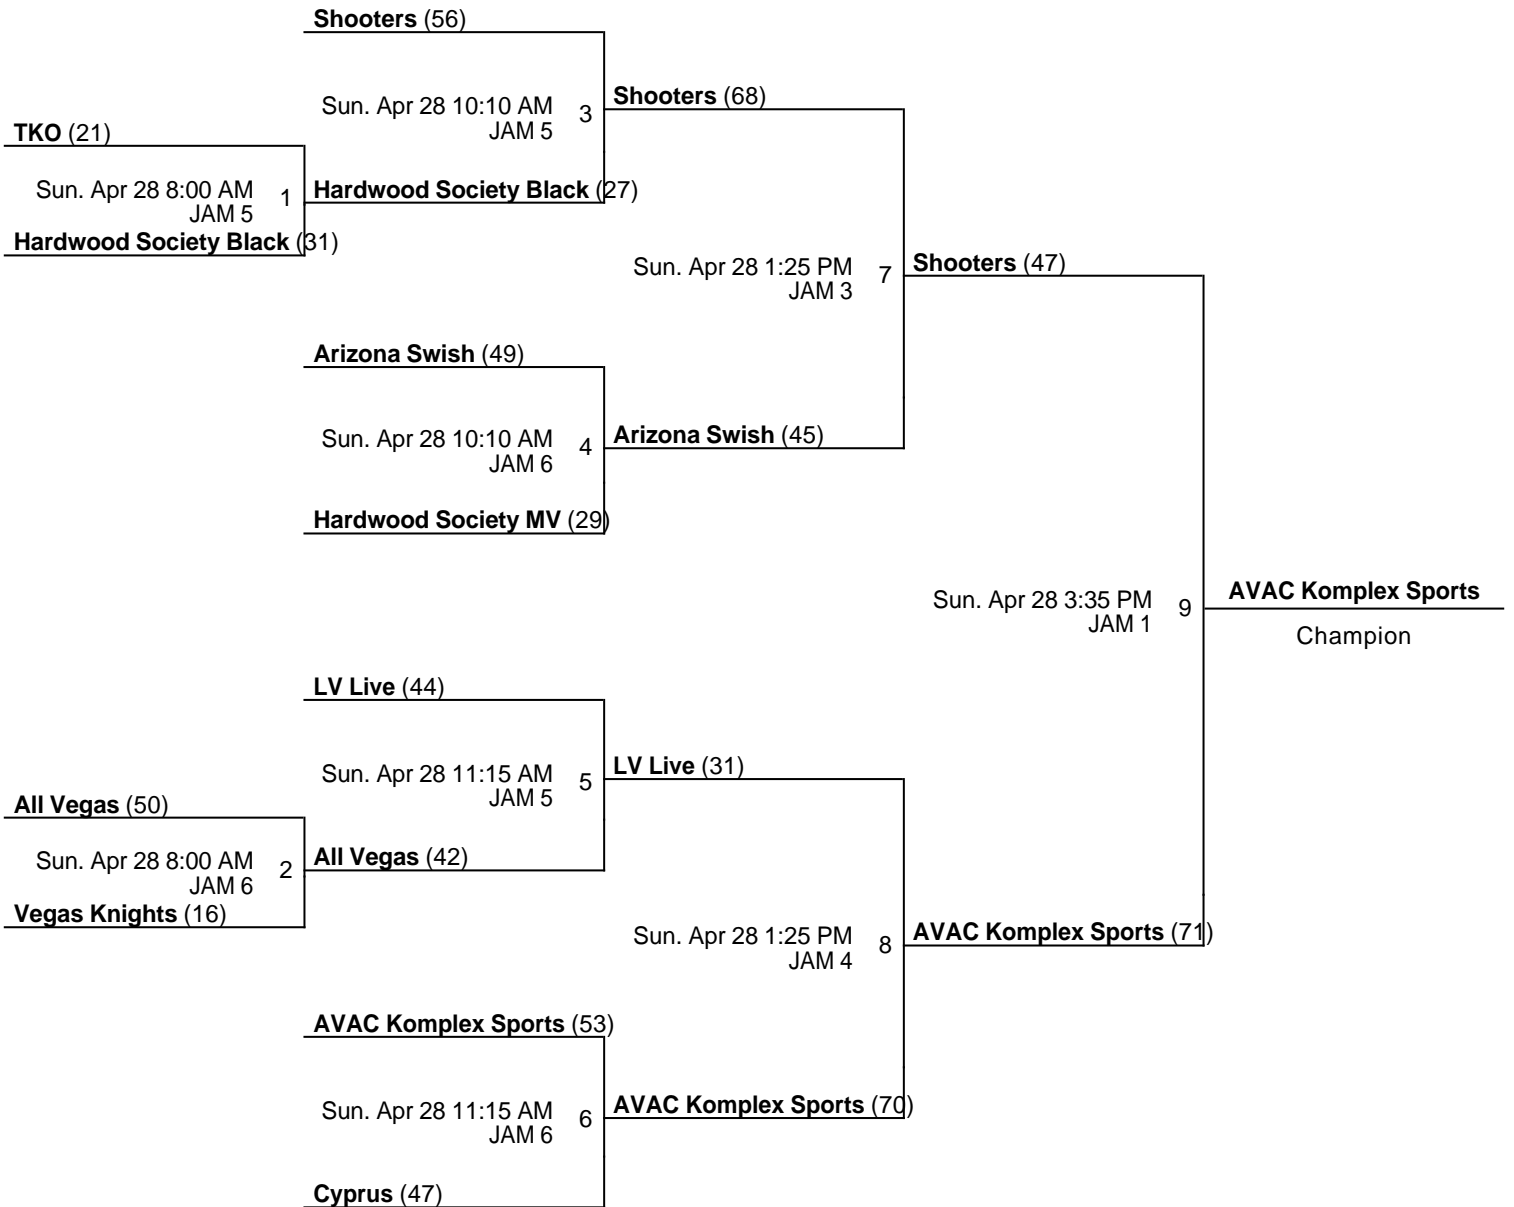 Shooters (56)
Sun. Apr 28 10:10 AM
JAM 5
3
Shooters (68)
TKO (21)
Sun. Apr 28 8:00 AM
JAM 5
1
Hardwood Society Black (27)
Hardwood Society Black (31)
Sun. Apr 28 1:25 PM
JAM 3
7
Shooters (47)
Arizona Swish (49)
Sun. Apr 28 10:10 AM
JAM 6
4
Arizona Swish (45)
Hardwood Society MV (29)
Sun. Apr 28 3:35 PM
JAM 1
9
AVAC Komplex Sports
Champion
LV Live (44)
Sun. Apr 28 11:15 AM
JAM 5
5
LV Live (31)
All Vegas (50)
Sun. Apr 28 8:00 AM
JAM 6
2
All Vegas (42)
Vegas Knights (16)
Sun. Apr 28 1:25 PM
JAM 4
8
AVAC Komplex Sports (71)
AVAC Komplex Sports (53)
Sun. Apr 28 11:15 AM
JAM 6
6
AVAC Komplex Sports (70)
Cyprus (47)